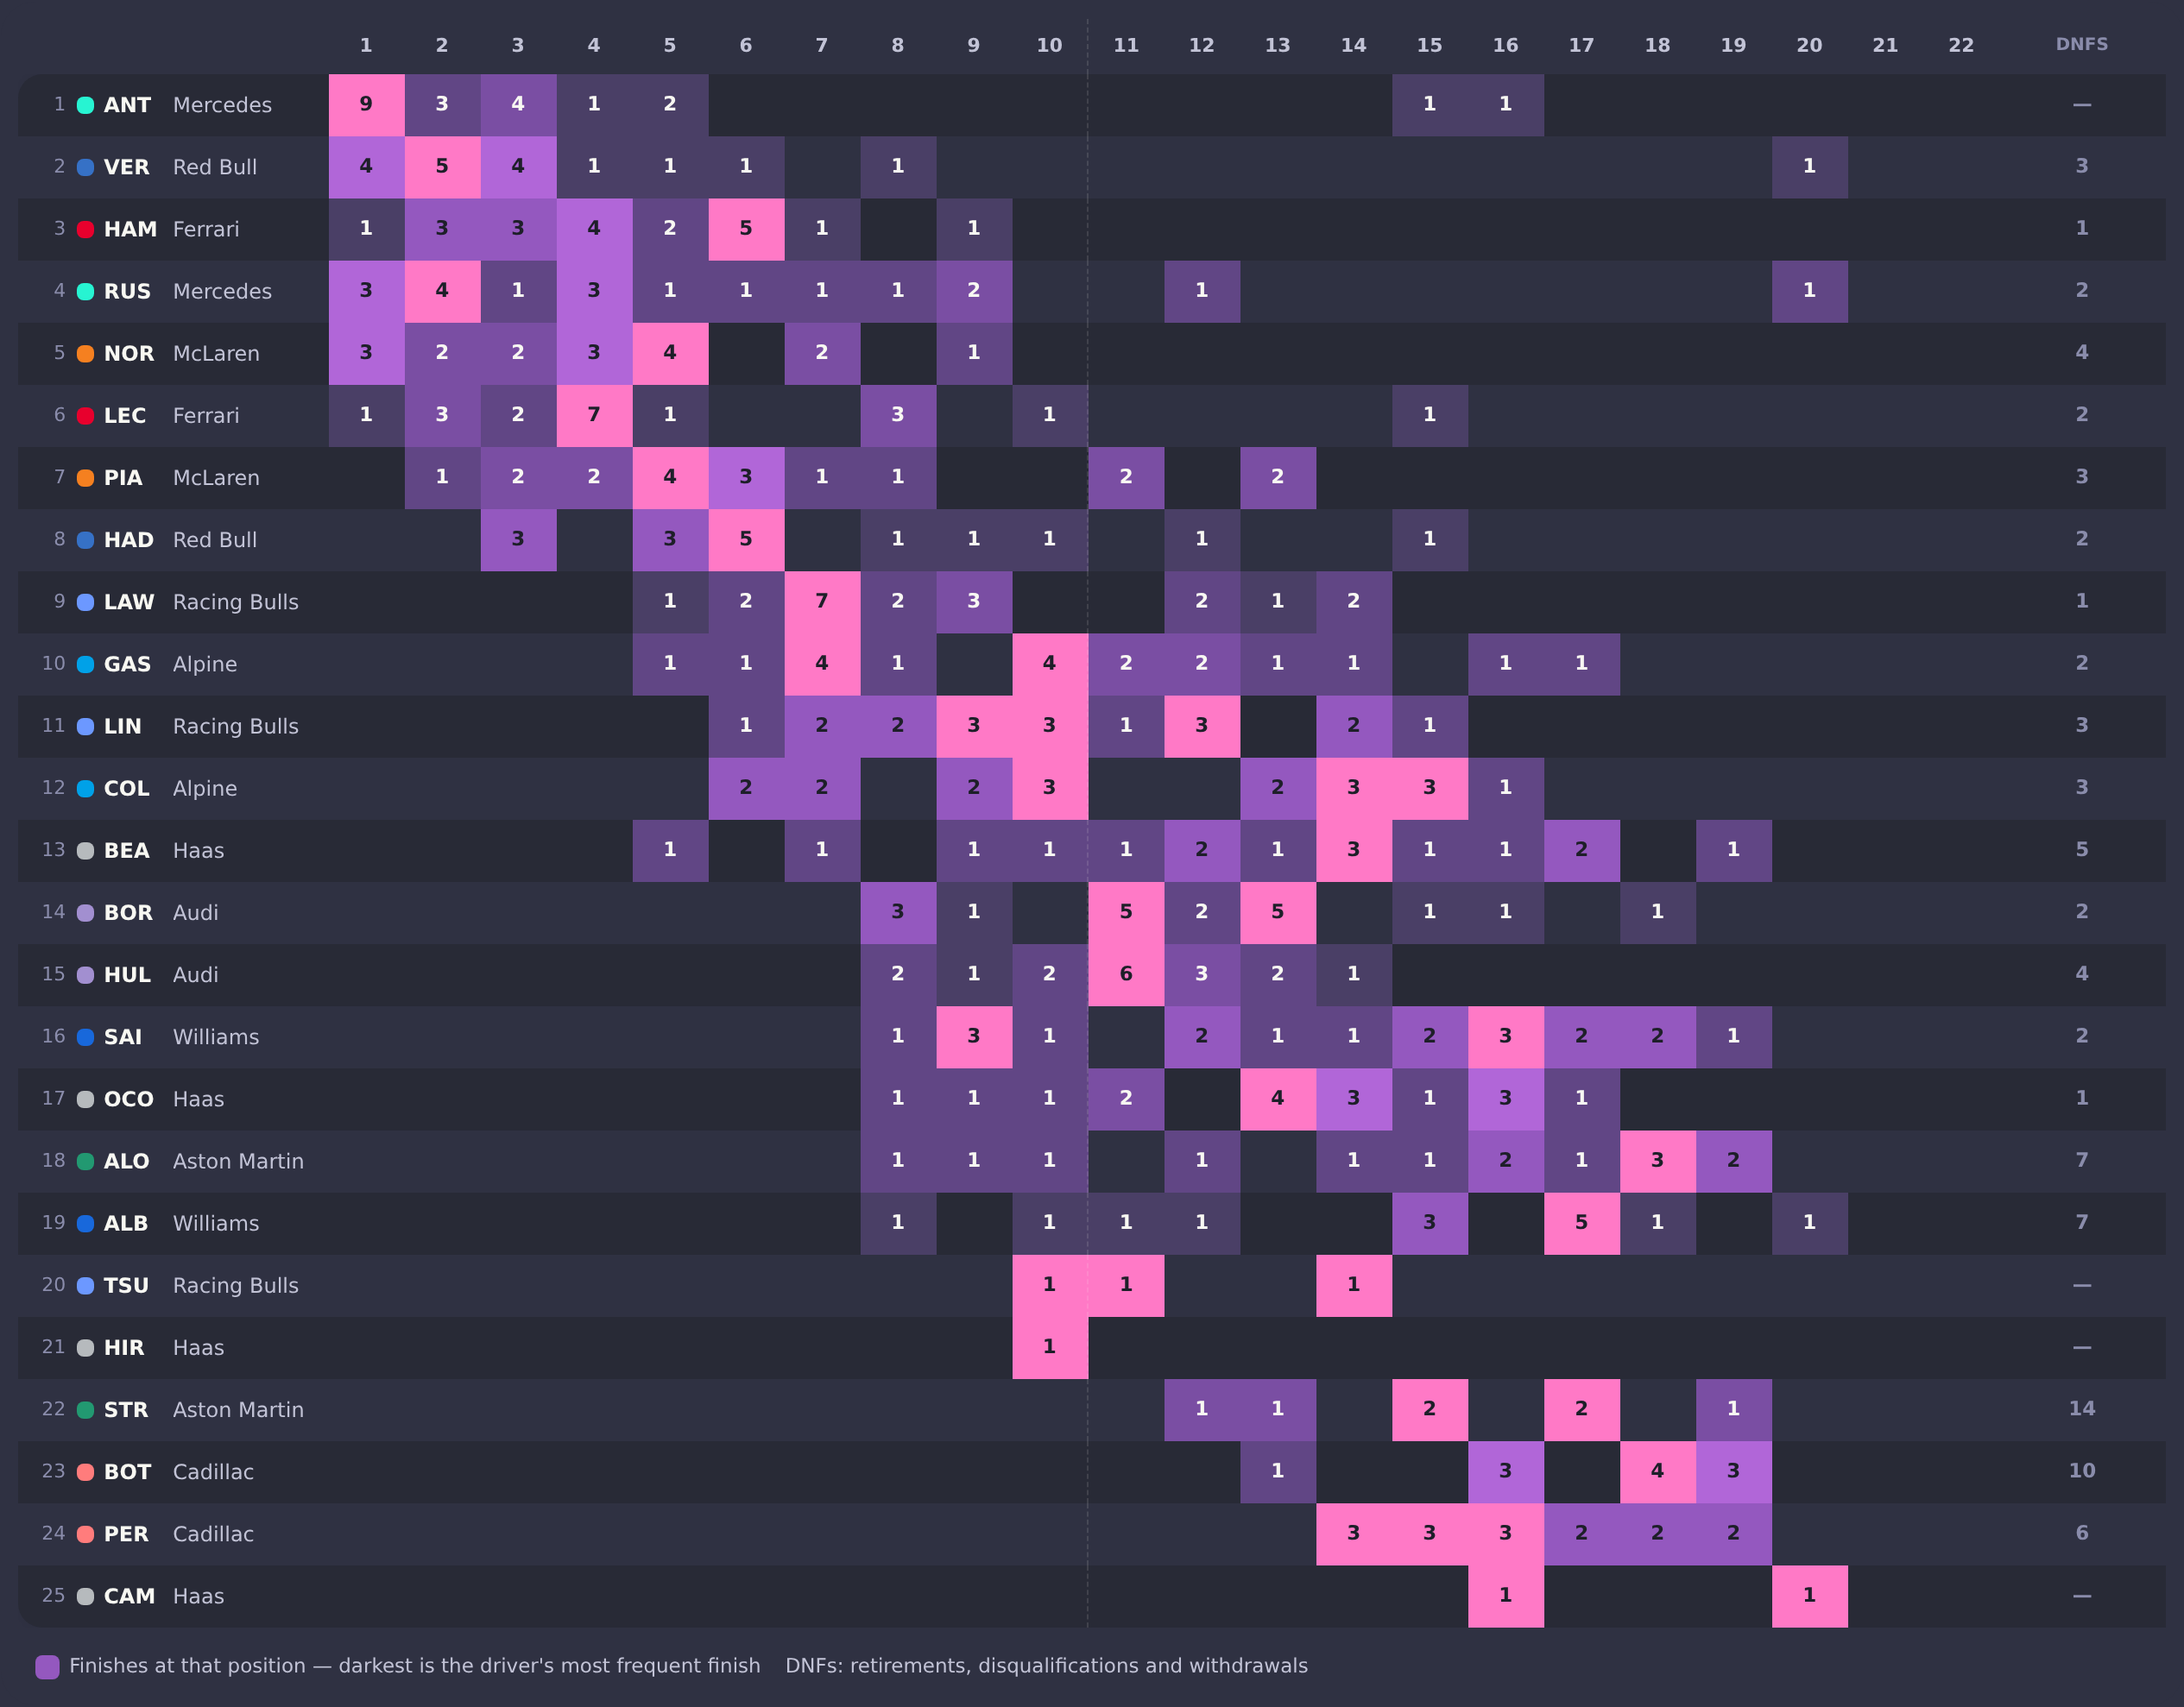 1 2 3 4 5 6 7 8 9 10 11 12 13 14 15 16 17 18 19 20 21 22 DNFS
1 ANT Mercedes 9 3 4 1 2 1 1 —
2 VER Red Bull 4 5 4 1 1 1 1 1 3
3 HAM Ferrari 1 3 3 4 2 5 1 1 1
4 RUS Mercedes 3 4 1 3 1 1 1 1 2 1 1 2
5 NOR McLaren 3 2 2 3 4 2 1 4
6 LEC Ferrari 1 3 2 7 1 3 1 1 2
7 PIA McLaren 1 2 2 4 3 1 1 2 2 3
8 HAD Red Bull 3 3 5 1 1 1 1 1 2
9 LAW Racing Bulls 1 2 7 2 3 2 1 2 1
10 GAS Alpine 1 1 4 1 4 2 2 1 1 1 1 2
11 LIN Racing Bulls 1 2 2 3 3 1 3 2 1 3
12 COL Alpine 2 2 2 3 2 3 3 1 3
13 BEA Haas 1 1 1 1 1 2 1 3 1 1 2 1 5
14 BOR Audi 3 1 5 2 5 1 1 1 2
15 HUL Audi 2 1 2 6 3 2 1 4
16 SAI Williams 1 3 1 2 1 1 2 3 2 2 1 2
17 OCO Haas 1 1 1 2 4 3 1 3 1 1
18 ALO Aston Martin 1 1 1 1 1 1 2 1 3 2 7
19 ALB Williams 1 1 1 1 3 5 1 1 7
20 TSU Racing Bulls 1 1 1 —
21 HIR Haas 1 —
22 STR Aston Martin 1 1 2 2 1 14
23 BOT Cadillac 1 3 4 3 10
24 PER Cadillac 3 3 3 2 2 2 6
25 CAM Haas 1 1 —
Finishes at that position — darkest is the driver's most frequent finish DNFs: retirements, disqualifications and withdrawals